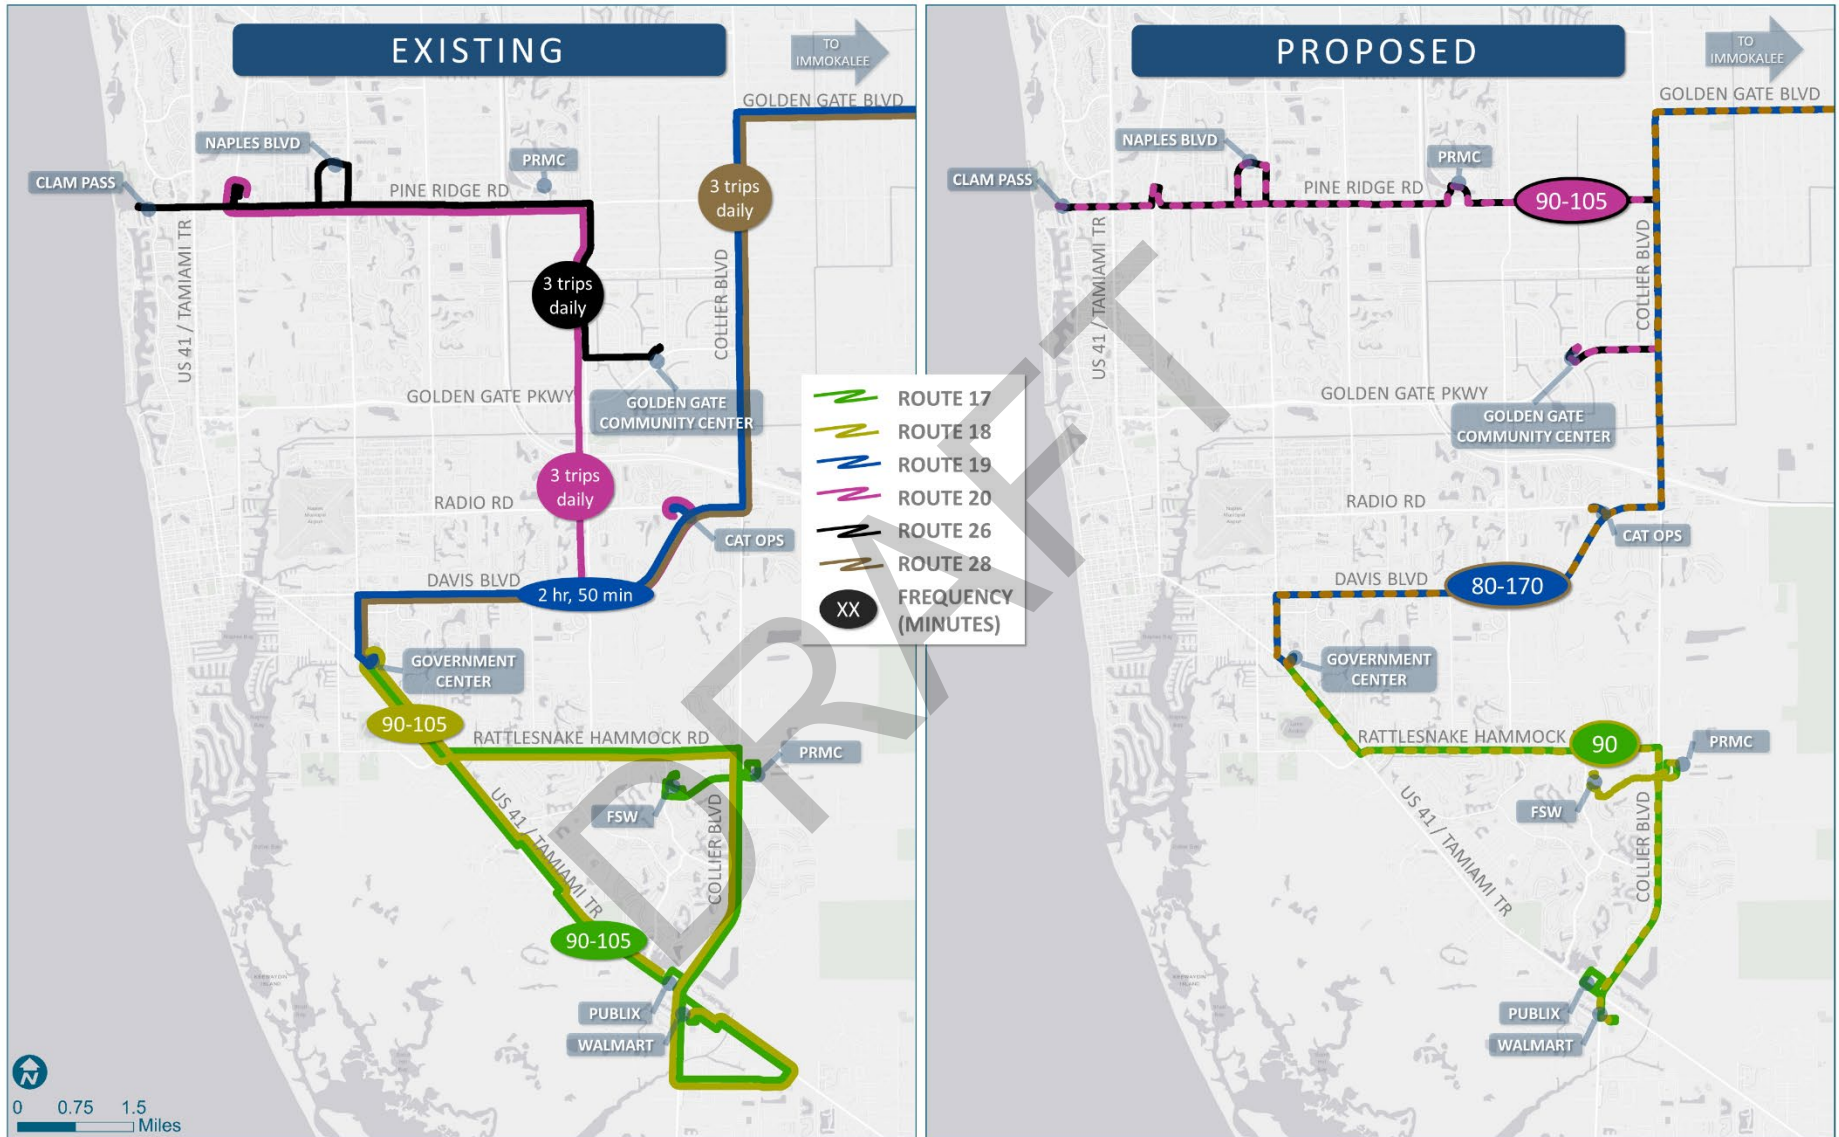 EXISTING
TO
IMMOKALEE
GOLDEN GATE BLVD
NAPLES BLVD
PRMC
CLAM PASS
PINE RIDGE RD
3 trips
daily
US 41 / TAMIAMI TR
3 trips
daily
COLLIER BLVD
GOLDEN GATE PKWY
GOLDEN GATE
COMMUNITY CENTER
3 trips
daily
RADIO RD
CAT OPS
DAVIS BLVD
2 hr, 50 min
GOVERNMENT
CENTER
90-105
RATTLESNAKE HAMMOCK RD
PRMC
FSW
US 41 / TAMIAMI TR
COLLIER BLVD
90-105
PUBLIX
WALMART
N
0 0.75 1.5
Miles
ROUTE 17
ROUTE 18
ROUTE 19
ROUTE 20
ROUTE 26
ROUTE 28
XX
FREQUENCY
(MINUTES)
DRAFT
PROPOSED
TO
IMMOKALEE
GOLDEN GATE BLVD
NAPLES BLVD
PRMC
CLAM PASS
PINE RIDGE RD
90-105
US 41 / TAMIAMI TR
COLLIER BLVD
GOLDEN GATE PKWY
GOLDEN GATE
COMMUNITY CENTER
RADIO RD
CAT OPS
DAVIS BLVD
80-170
GOVERNMENT
CENTER
RATTLESNAKE HAMMOCK
90
PRMC
FSW
US 41 / TAMIAMI TR
COLLIER BLVD
PUBLIX
WALMART